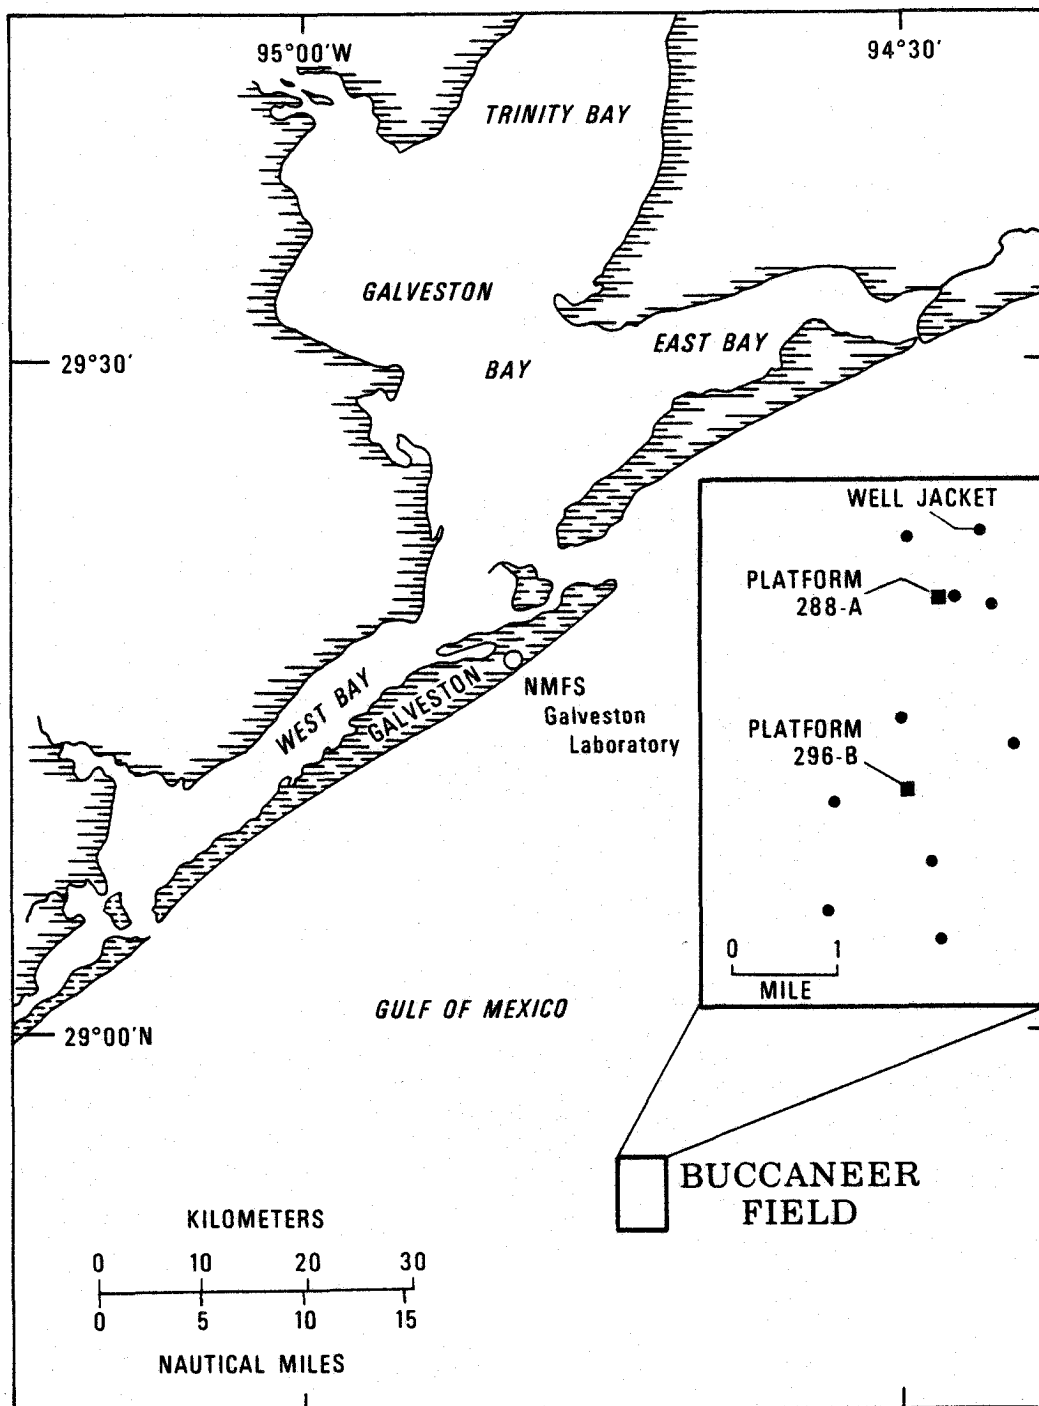 95°00'W
94°30'
TRINITY BAY
GALVESTON
BAY
EAST BAY
29°30'
WELL JACKET
PLATFORM
288-A
WEST BAY
GALVESTON
NMFS
Galveston
Laboratory
PLATFORM
296-B
0 1
MILE
GULF OF MEXICO
29°00'N
BUCCANEER
FIELD
KILOMETERS
0 10 20 30
0 5 10 15
NAUTICAL MILES